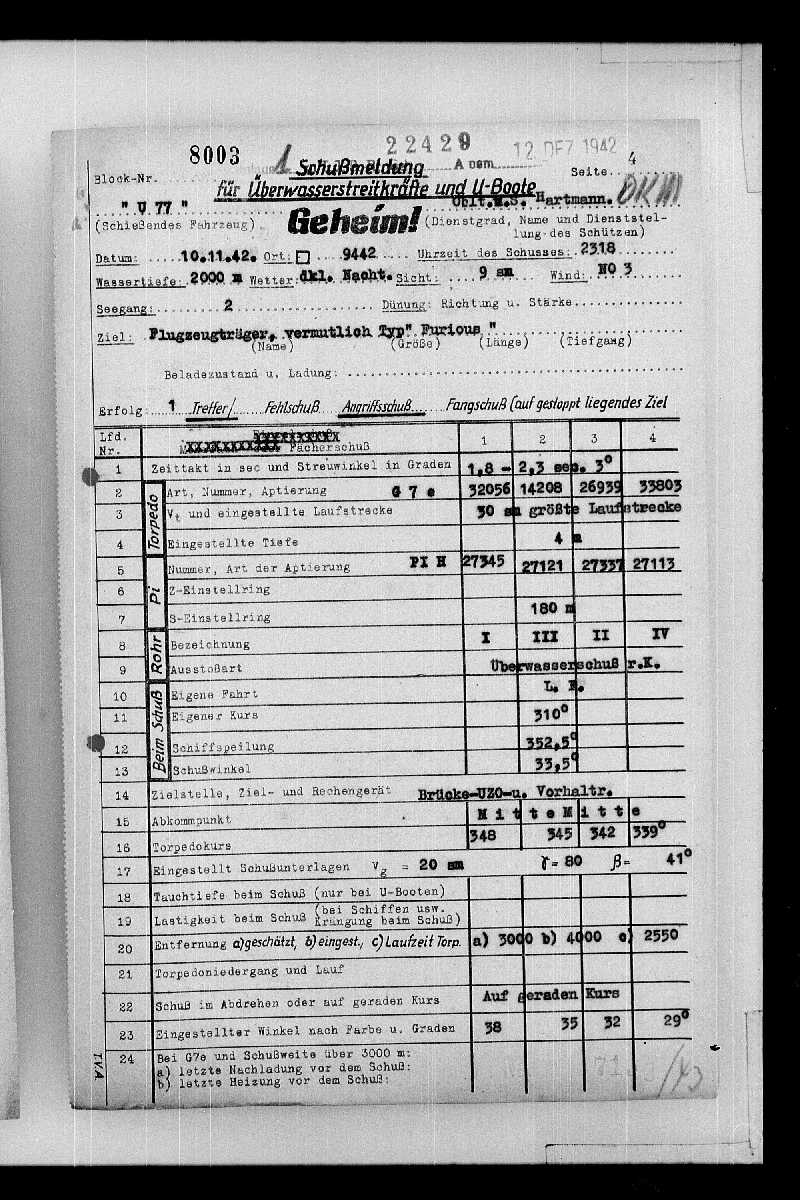 22429
8003 1 12 DEZ 1942
Schußmeldung A vom 4
Block-Nr. Seite
für Überwasserstreitkräfte und U-Boote OKM
" U 77 " Oblt.z.S. Hartmann.
(Schießendes Fahrzeug) Geheim! (Dienstgrad, Name und Dienststel-
lung des Schützen)
Datum: 10.11.42. Ort: 9442 Uhrzeit des Schusses: 2318
Wassertiefe: 2000 m Wetter: dkl. Nacht. Sicht: 9 sm Wind: NO 3
Seegang: 2 Dünung: Richtung u. Stärke
Ziel: Flugzeugträger, vermutlich Typ" Furious "
(Name) (Größe) (Länge) (Tiefgang)
Beladezustand u. Ladung:
Erfolg: 1 Treffer/ Fehlschuß Angriffsschuß Fangschuß (auf gestoppt liegendes Ziel
Lfd. Nr. Fächerschuß 1 2 3 4
1 Zeittakt in sec und Streuwinkel in Graden 1,8 - 2,3 sec. 3°
Torpedo
2 Art, Nummer, Aptierung G 7 e 32056 14208 26939 33803
3 Vt und eingestellte Laufstrecke 30 sm größte Laufstrecke
4 Eingestellte Tiefe 4 m
Pi
5 Nummer, Art der Aptierung PI H 27345 27121 27337 27113
6 Z-Einstellring
7 S-Einstellring 180 m
Rohr
8 Bezeichnung I III II IV
9 Ausstoßart Überwasserschuß r.K.
Beim Schuß
10 Eigene Fahrt L. F.
11 Eigener Kurs 310°
12 Schiffspeilung 352,5°
13 Schußwinkel 33,5°
14 Zielstelle, Ziel- und Rechengerät Brücke-UZO-u. Vorhaltr.
15 Abkommpunkt M i t t e M i t t e
16 Torpedokurs 348 345 342 339°
17 Eingestellt Schußunterlagen Vg = 20 sm γ= 80 β= 41°
18 Tauchtiefe beim Schuß (nur bei U-Booten)
19 Lastigkeit beim Schuß (bei Schiffen usw.
Krängung beim Schuß)
20 Entfernung a)geschätzt, b)eingest., c)Laufzeit Torp. a) 3000 b) 4000 c) 2550
21 Torpedoniedergang und Lauf
22 Schuß im Abdrehen oder auf geraden Kurs Auf geraden Kurs
23 Eingestellter Winkel nach Farbe u. Graden 38 35 32 29°
24 Bei G7e und Schußweite über 3000 m:
a) letzte Nachladung vor dem Schuß:
b) letzte Heizung vor dem Schuß:
TVA
/43